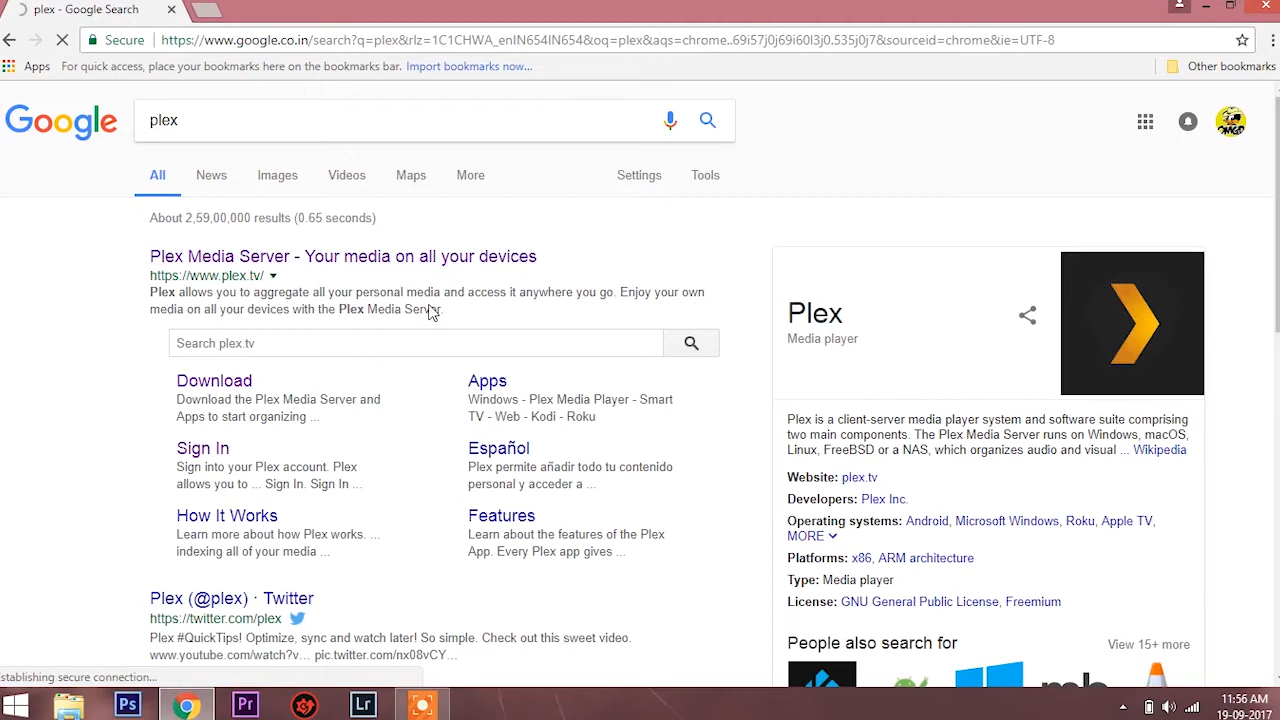 plex - Google Search
Secure
https://www.google.co.in/search?q=plex&rlz=1C1CHWA_enIN654IN654&oq=plex&aqs=chrome..69i57j0j69i60l3j0.535j0j7&sourceid=chrome&ie=UTF-8
Apps For quick access, place your bookmarks here on the bookmarks bar. Import bookmarks now... Other bookmarks
Google
plex
All News Images Videos Maps More Settings Tools
About 2,59,00,000 results (0.65 seconds)
Plex Media Server - Your media on all your devices
https://www.plex.tv/
Plex allows you to aggregate all your personal media and access it anywhere you go. Enjoy your own
media on all your devices with the Plex Media Server.
Search plex.tv
Download
Download the Plex Media Server and
Apps to start organizing ...
Apps
Windows - Plex Media Player - Smart
TV - Web - Kodi - Roku
Sign In
Sign into your Plex account. Plex
allows you to ... Sign In. Sign In ...
Español
Plex permite añadir todo tu contenido
personal y acceder a ...
How It Works
Learn more about how Plex works. ...
indexing all of your media ...
Features
Learn about the features of the Plex
App. Every Plex app gives ...
Plex (@plex) · Twitter
https://twitter.com/plex
Plex #QuickTips! Optimize, sync and watch later! So simple. Check out this sweet video.
www.youtube.com/watch?v... pic.twitter.com/nx08vCY...
Plex
Media player
Plex is a client-server media player system and software suite comprising
two main components. The Plex Media Server runs on Windows, macOS,
Linux, FreeBSD or a NAS, which organizes audio and visual ... Wikipedia
Website: plex.tv
Developers: Plex Inc.
Operating systems: Android, Microsoft Windows, Roku, Apple TV,
MORE
Platforms: x86, ARM architecture
Type: Media player
License: GNU General Public License, Freemium
People also search for
View 15+ more
stablishing secure connection...
Ps
Pr
Lr
11:56 AM
19-09-2017